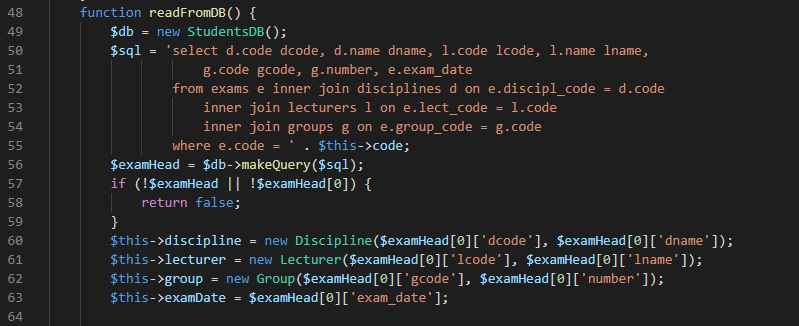 48 function readFromDB() {
49 $db = new StudentsDB();
50 $sql = 'select d.code dcode, d.name dname, l.code lcode, l.name lname,
51 g.code gcode, g.number, e.exam_date
52 from exams e inner join disciplines d on e.discipl_code = d.code
53 inner join lecturers l on e.lect_code = l.code
54 inner join groups g on e.group_code = g.code
55 where e.code = ' . $this->code;
56 $examHead = $db->makeQuery($sql);
57 if (!$examHead || !$examHead[0]) {
58 return false;
59 }
60 $this->discipline = new Discipline($examHead[0]['dcode'], $examHead[0]['dname']);
61 $this->lecturer = new Lecturer($examHead[0]['lcode'], $examHead[0]['lname']);
62 $this->group = new Group($examHead[0]['gcode'], $examHead[0]['number']);
63 $this->examDate = $examHead[0]['exam_date'];
64